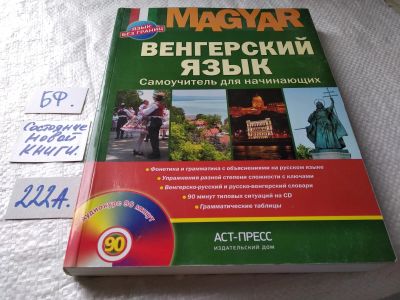 MAGYAR
ЯЗЫК
БЕЗ ГРАНИЦ
ВЕНГЕРСКИЙ
ЯЗЫК
Самоучитель для начинающих
• Фонетика и грамматика с объяснениями на русском языке
• Упражнения разной степени сложности с ключами
• Венгерско-русский и русско-венгерский словари
• 90 минут типовых ситуаций на CD
• Грамматические таблицы
Аудиокурс 90 минут
90
АСТ-ПРЕСС
ИЗДАТЕЛЬСКИЙ ДОМ
БФ.
Состояние
новой
книги.
222А.